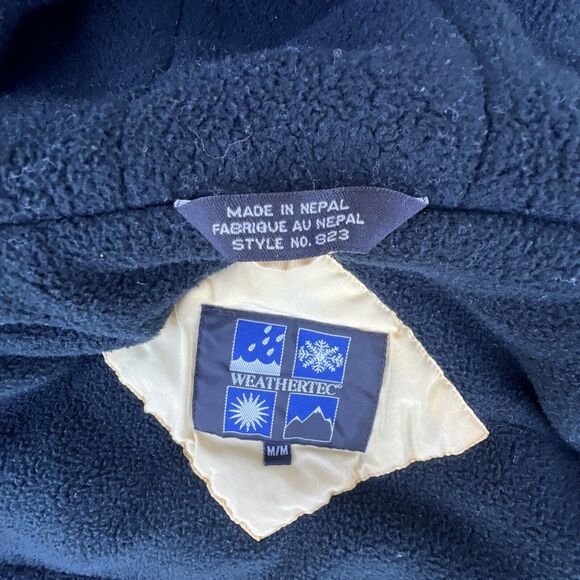 MADE IN NEPAL
FABRIQUE AU NEPAL
STYLE NO. 823
WEATHERTEC®
M/M